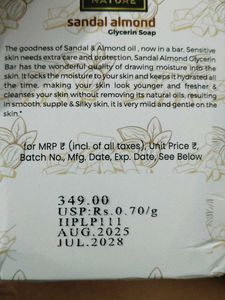 NATURE
sandal almond
Glycerin Soap
The goodness of Sandal & Almond oil , now in a bar. Sensitive
skin needs extra care and protection, Sandal Almond Glycerin
Bar has the wonderful quality of drawing moisture into the
skin. It locks the moisture to your skin and keeps it hydrated all
the time, making your skin look younger and fresher &
cleanses your skin without removing its natural oils, resulting
in smooth, supple & Silky skin, it is very mild and gentle on the
skin."
for MRP ₹ (incl. of all taxes), Unit Price ₹,
Batch No., Mfg. Date, Exp. Date, See Below
349.00
USP:Rs.0.70/g
HPLP111
AUG.2025
JUL.2028